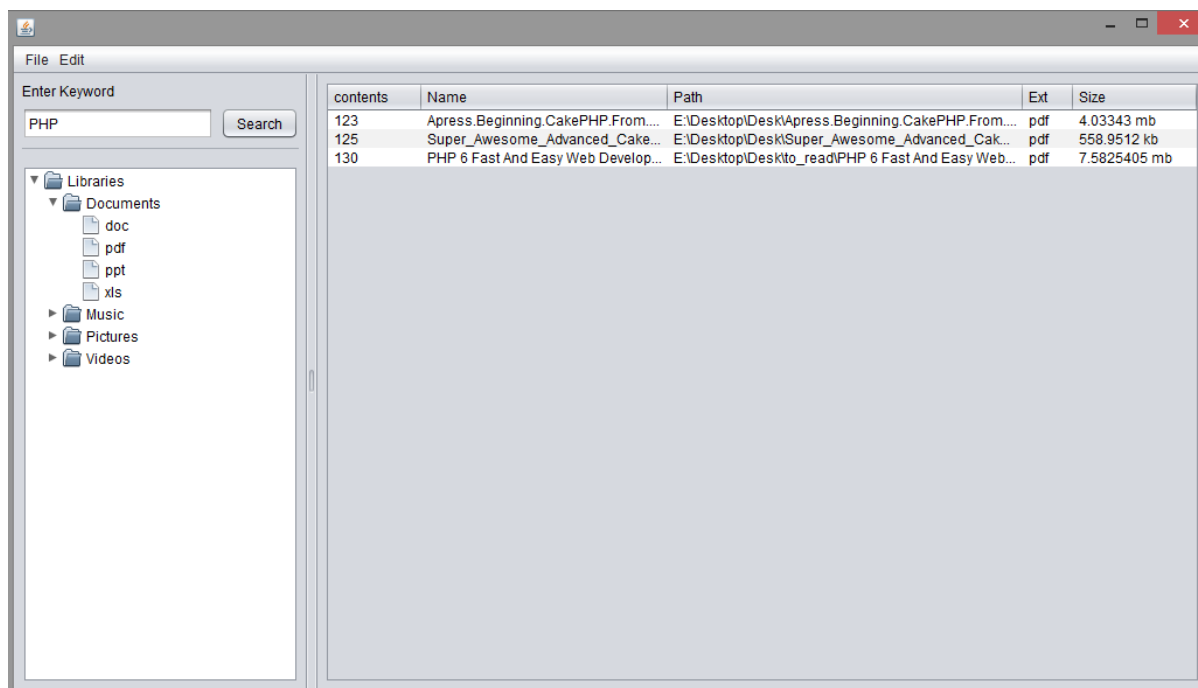 File Edit
Enter Keyword
PHP Search
Libraries
Documents
doc
pdf
ppt
xls
Music
Pictures
Videos
contents Name Path Ext Size
123 Apress.Beginning.CakePHP.From.... E:\Desktop\Desk\Apress.Beginning.CakePHP.From.... pdf 4.03343 mb
125 Super_Awesome_Advanced_Cake... E:\Desktop\Desk\Super_Awesome_Advanced_Cak... pdf 558.9512 kb
130 PHP 6 Fast And Easy Web Develop... E:\Desktop\Desk\to_read\PHP 6 Fast And Easy Web... pdf 7.5825405 mb